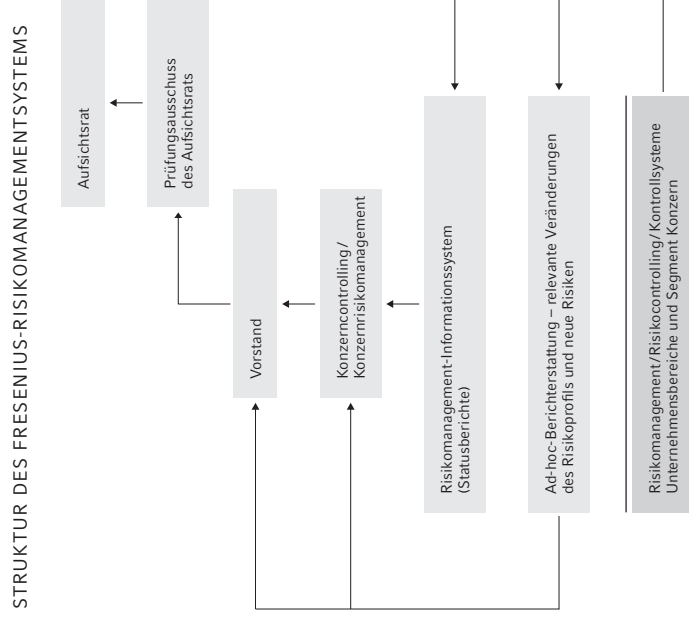 STRUKTUR DES FRESENIUS-RISIKOMANAGEMENTSYSTEMS
Aufsichtsrat
Prüfungsausschuss
des Aufsichtsrats
Vorstand
Konzerncontrolling/
Konzernrisikomanagement
Risikomanagement-Informationssystem
(Statusberichte)
Ad-hoc-Berichterstattung – relevante Veränderungen
des Risikoprofils und neue Risiken
Risikomanagement/Risikocontrolling/Kontrollsysteme
Unternehmensbereiche und Segment Konzern